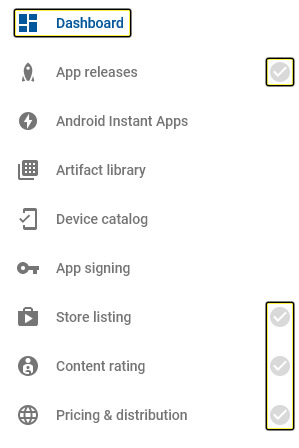 Dashboard
App releases
Android Instant Apps
Artifact library
Device catalog
App signing
Store listing
Content rating
Pricing & distribution